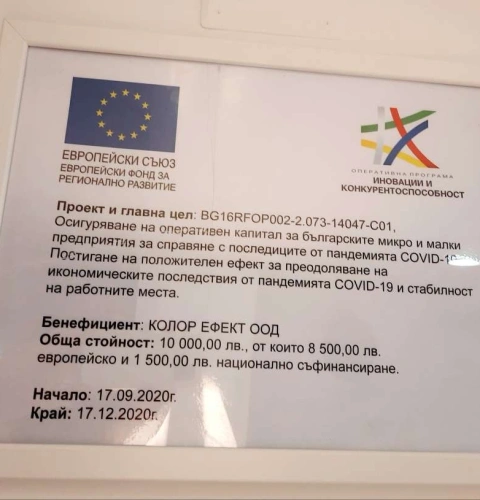 ЕВРОПЕЙСКИ СЪЮЗ
ЕВРОПЕЙСКИ ФОНД ЗА
РЕГИОНАЛНО РАЗВИТИЕ
ОПЕРАТИВНА ПРОГРАМА
ИНОВАЦИИ И
КОНКУРЕНТОСПОСОБНОСТ
Проект и главна цел: BG16RFOP002-2.073-14047-C01,
Осигуряване на оперативен капитал за българските микро и малки
предприятия за справяне с последиците от пандемията COVID-19.
Постигане на положителен ефект за преодоляване на
икономическите последствия от пандемията COVID-19 и стабилност
на работните места.
Бенефициент: КОЛОР ЕФЕКТ ООД
Обща стойност: 10 000,00 лв., от които 8 500,00 лв.
европейско и 1 500,00 лв. национално съфинансиране.
Начало: 17.09.2020г.
Край: 17.12.2020г.